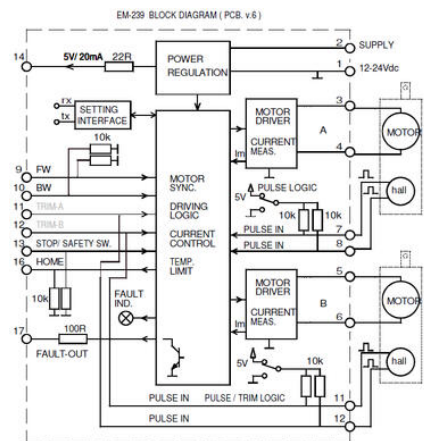 EM-239 BLOCK DIAGRAM ( PCB. v.6 )
14
5V/ 20mA
22R
POWER
REGULATION
2
SUPPLY
1
12-24Vdc
rx
tx
SETTING
INTERFACE
10k
MOTOR
DRIVER
CURRENT
MEAS.
A
Im
3
4
MOTOR
hall
9
FW
10
BW
11
TRIM-A
12
TRIM-B
13
STOP/ SAFETY SW.
16
HOME
MOTOR
SYNC.
DRIVING
LOGIC
CURRENT
CONTROL
TEMP.
LIMIT
5V
PULSE LOGIC
10k
10k
PULSE IN
7
PULSE IN
8
10k
FAULT
IND.
17
100R
FAULT-OUT
MOTOR
DRIVER
CURRENT
MEAS.
B
Im
5
6
MOTOR
hall
5V
10k
PULSE IN
PULSE / TRIM LOGIC
11
PULSE IN
12